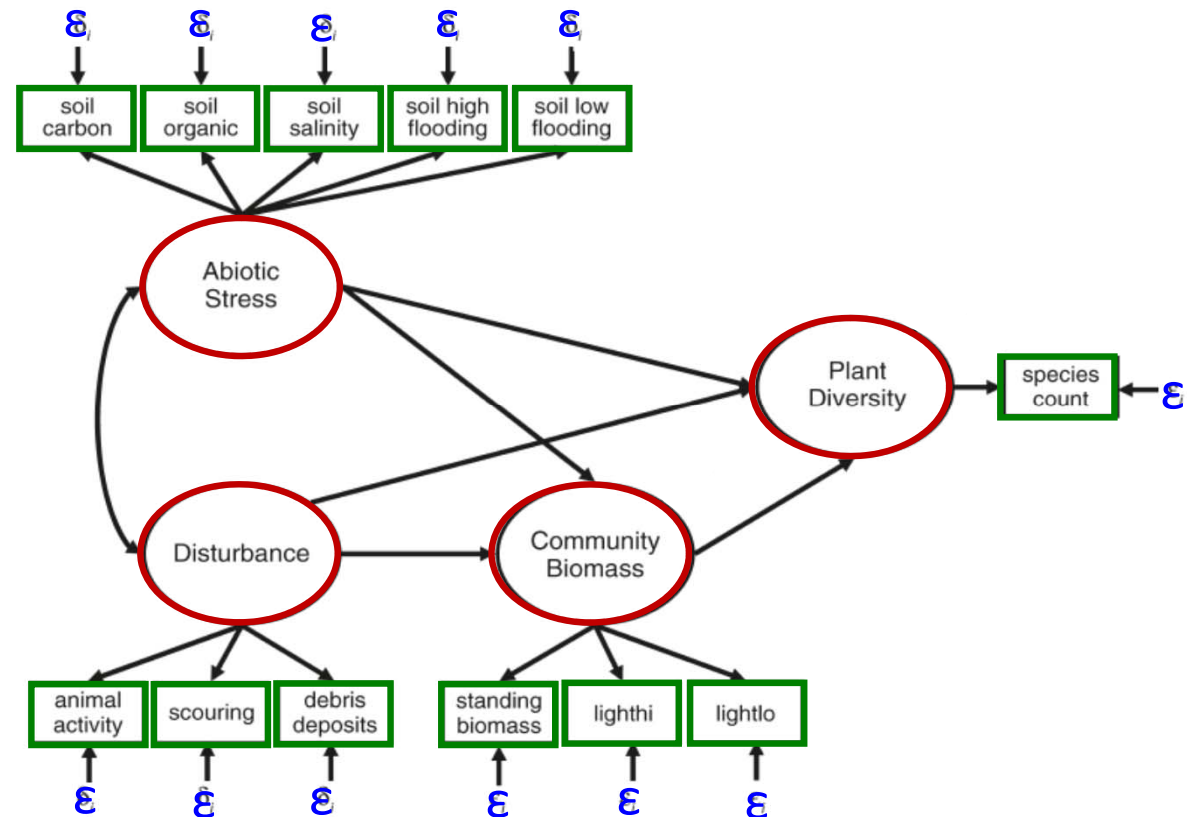 ε ε ε ε ε
soil carbon
soil organic
soil salinity
soil high flooding
soil low flooding
Abiotic
Stress
Plant
Diversity
species
count
ε
Disturbance
Community
Biomass
animal
activity
scouring
debris
deposits
standing
biomass
lighthi
lightlo
ε ε ε ε ε ε